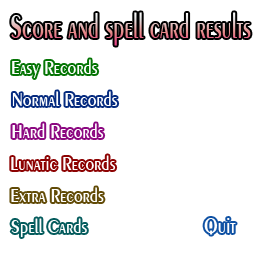 Score and spell card results
Easy Records
Normal Records
Hard Records
Lunatic Records
Extra Records
Spell Cards
Quit